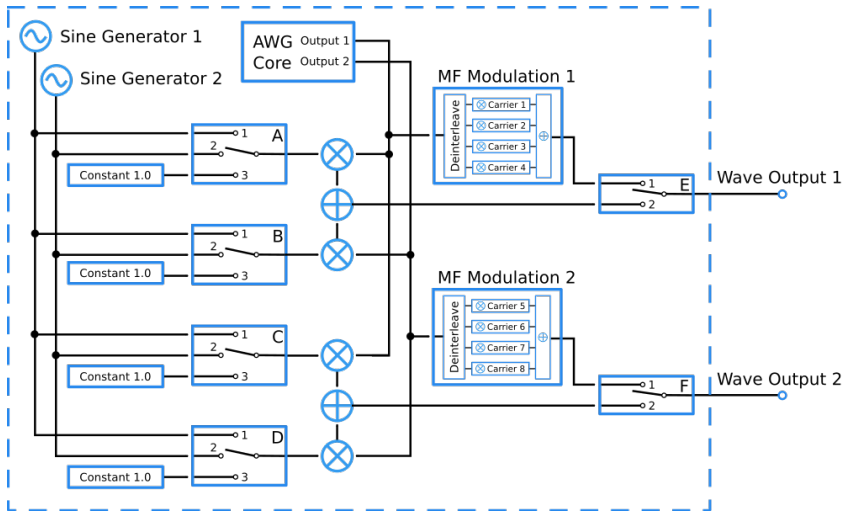 Sine Generator 1
Sine Generator 2
AWG Output 1
Core Output 2
MF Modulation 1
Deinterleave
Carrier 1
Carrier 2
Carrier 3
Carrier 4
1 A
2
3
Constant 1.0
1 E
2
Wave Output 1
1 B
2
3
Constant 1.0
MF Modulation 2
Deinterleave
Carrier 5
Carrier 6
Carrier 7
Carrier 8
1 C
2
3
Constant 1.0
1 F
2
Wave Output 2
1 D
2
3
Constant 1.0